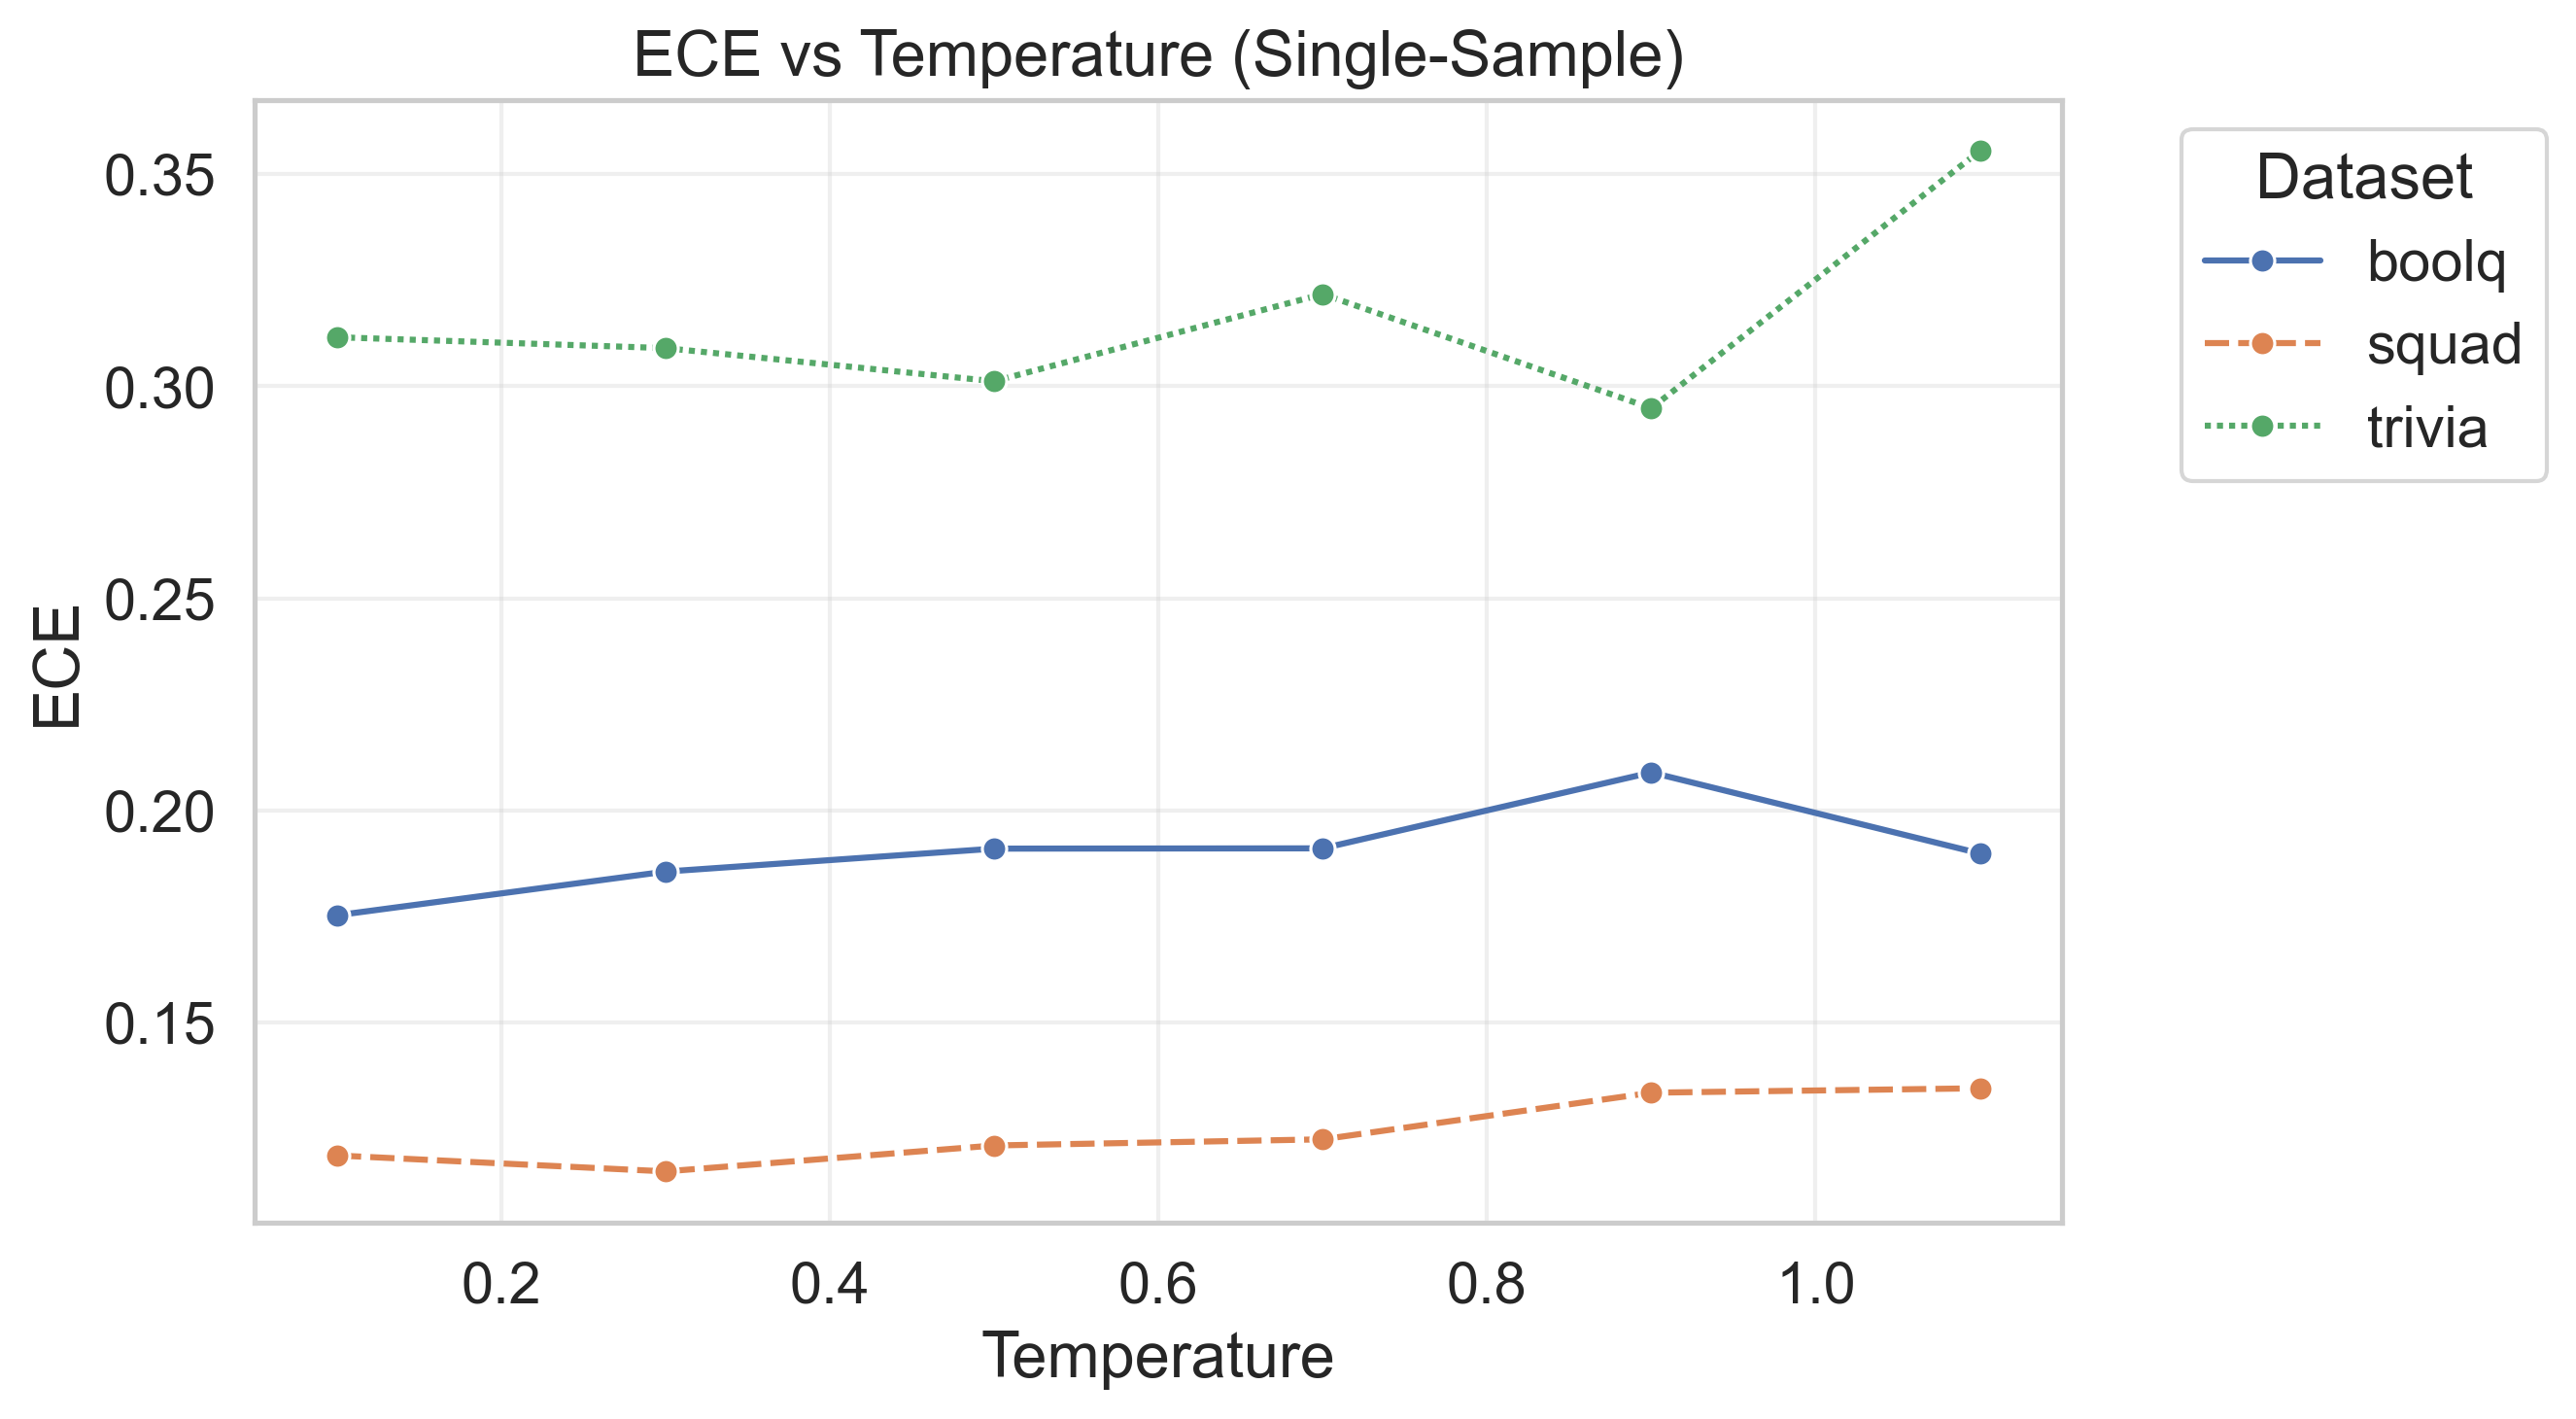 ECE vs Temperature (Single-Sample)
ECE
0.35
0.30
0.25
0.20
0.15
0.2 0.4 0.6 0.8 1.0
Temperature
Dataset
boolq
squad
trivia